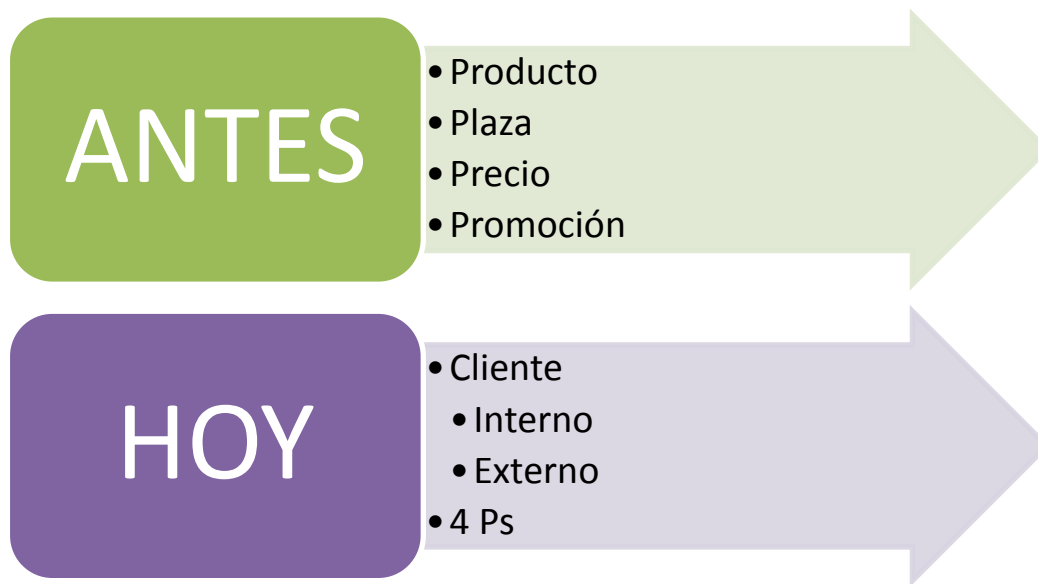 ANTES
• Producto
• Plaza
• Precio
• Promoción
HOY
• Cliente
• Interno
• Externo
• 4 Ps